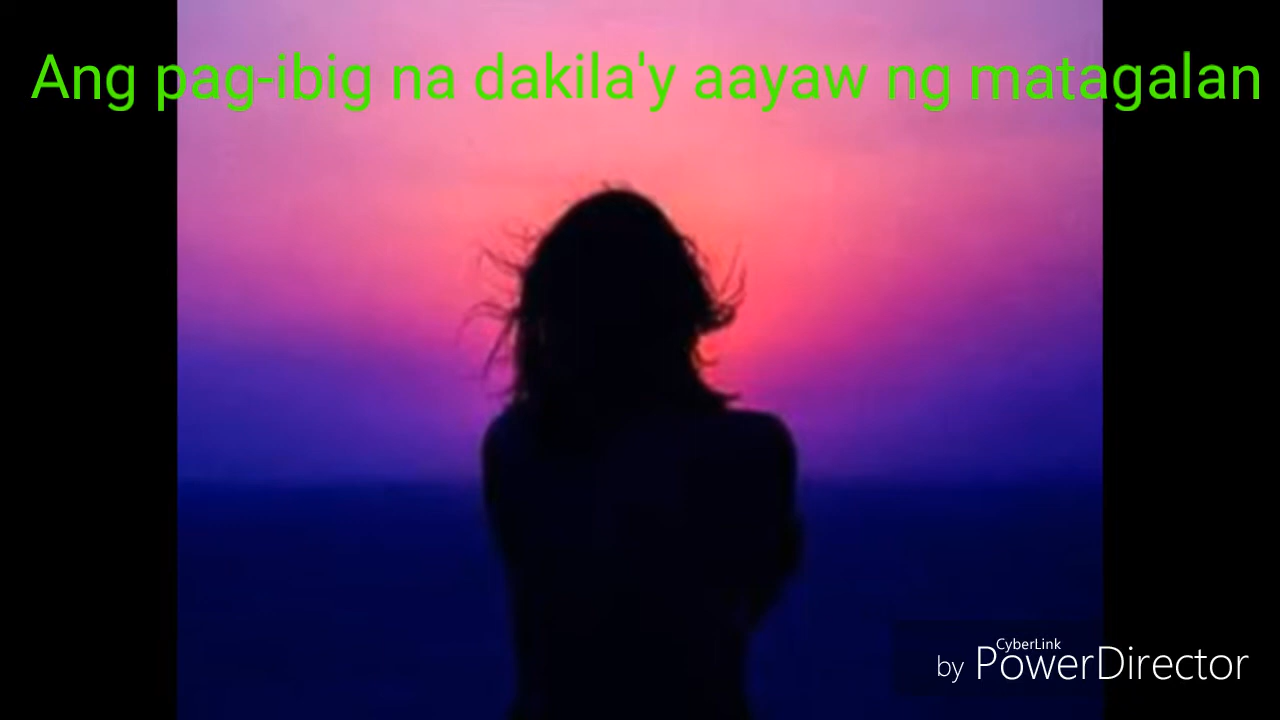 Ang pag-ibig na dakila'y aayaw ng matagalan
CyberLink
by PowerDirector